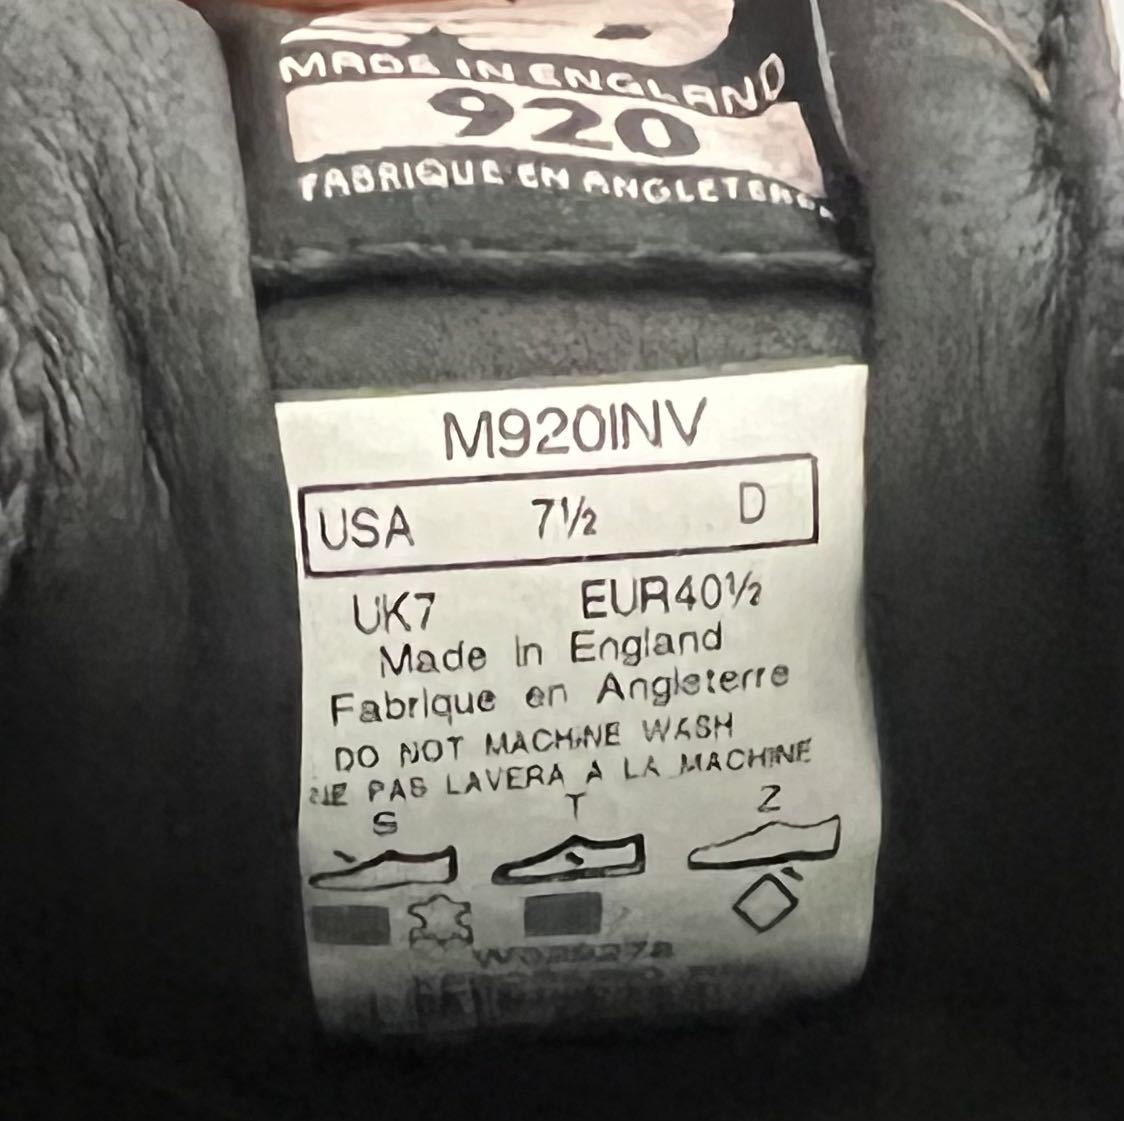 MADE IN ENGLAND
920
FABRIQUE EN ANGLETERRE
M920INV
USA 7½ D
UK7 EUR40½
Made in England
Fabrique en Angleterre
DO NOT MACHINE WASH
NE PAS LAVERA A LA MACHINE
S T Z